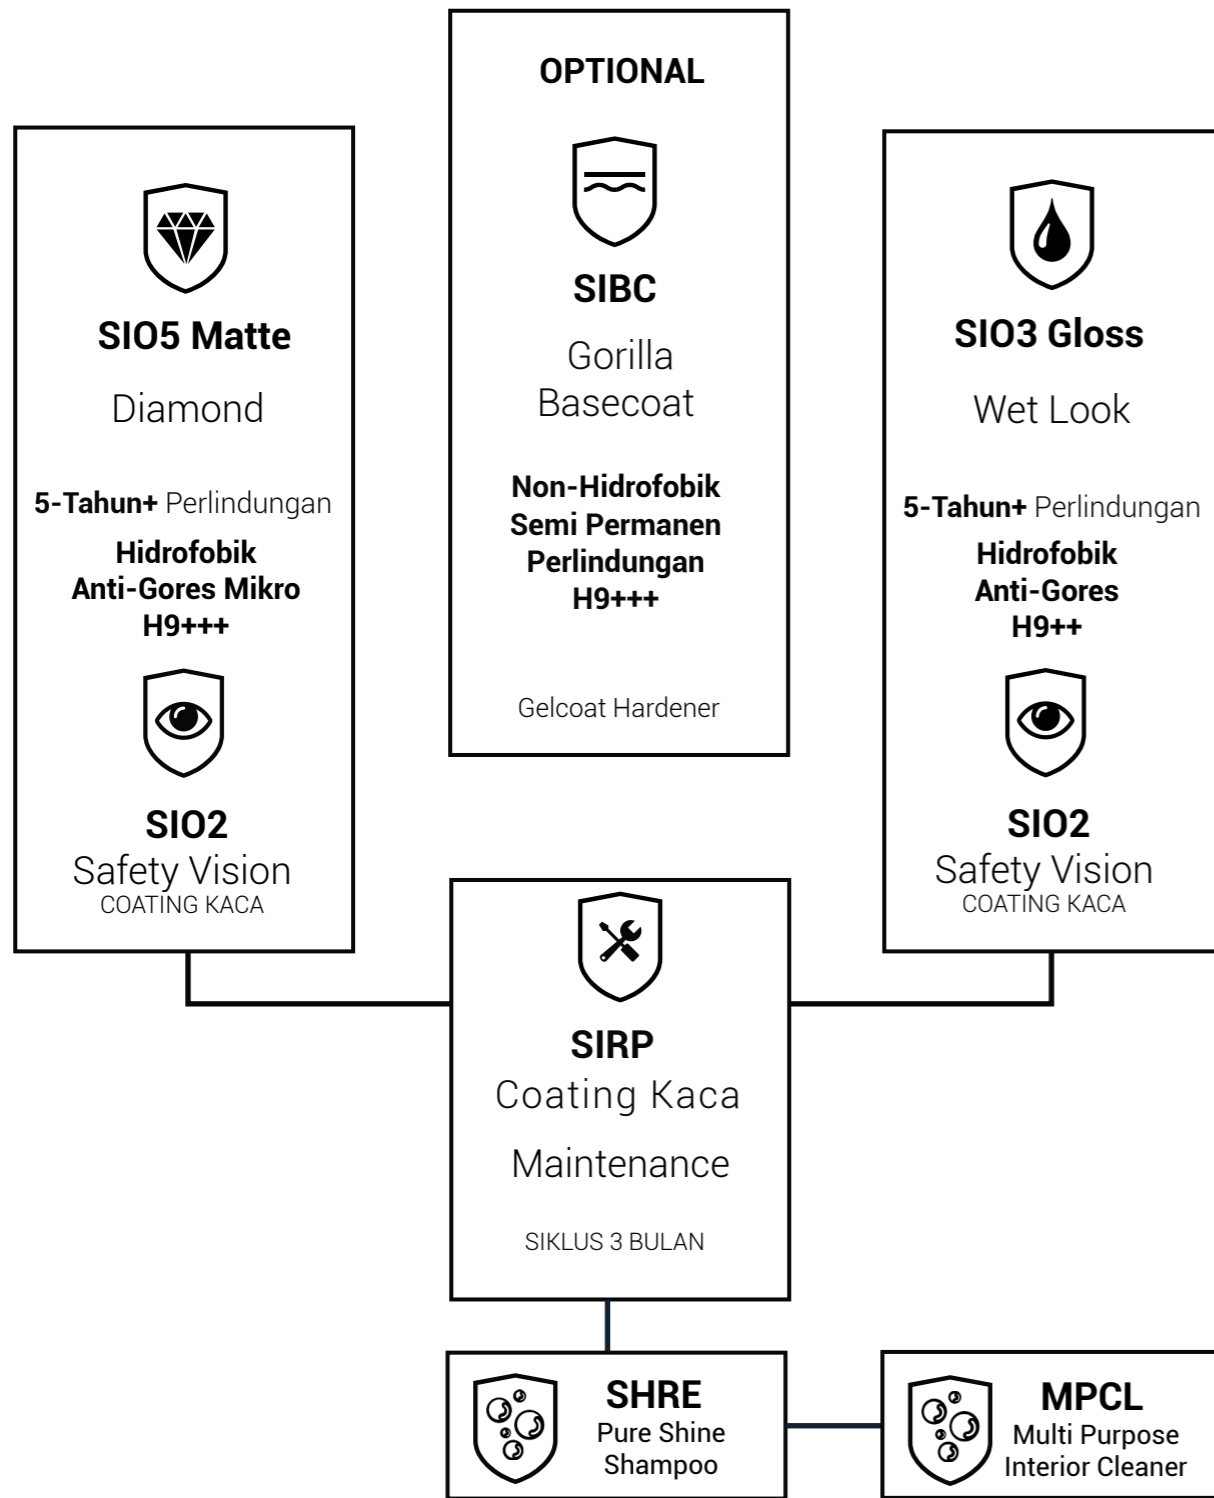 OPTIONAL
SIBC
Gorilla
Basecoat
Non-Hidrofobik
Semi Permanen
Perlindungan
H9+++
Gelcoat Hardener
SIO5 Matte
Diamond
5-Tahun+ Perlindungan
Hidrofobik
Anti-Gores Mikro
H9+++
SIO2
Safety Vision
COATING KACA
SIO3 Gloss
Wet Look
5-Tahun+ Perlindungan
Hidrofobik
Anti-Gores
H9++
SIO2
Safety Vision
COATING KACA
SIRP
Coating Kaca
Maintenance
SIKLUS 3 BULAN
SHRE
Pure Shine
Shampoo
MPCL
Multi Purpose
Interior Cleaner